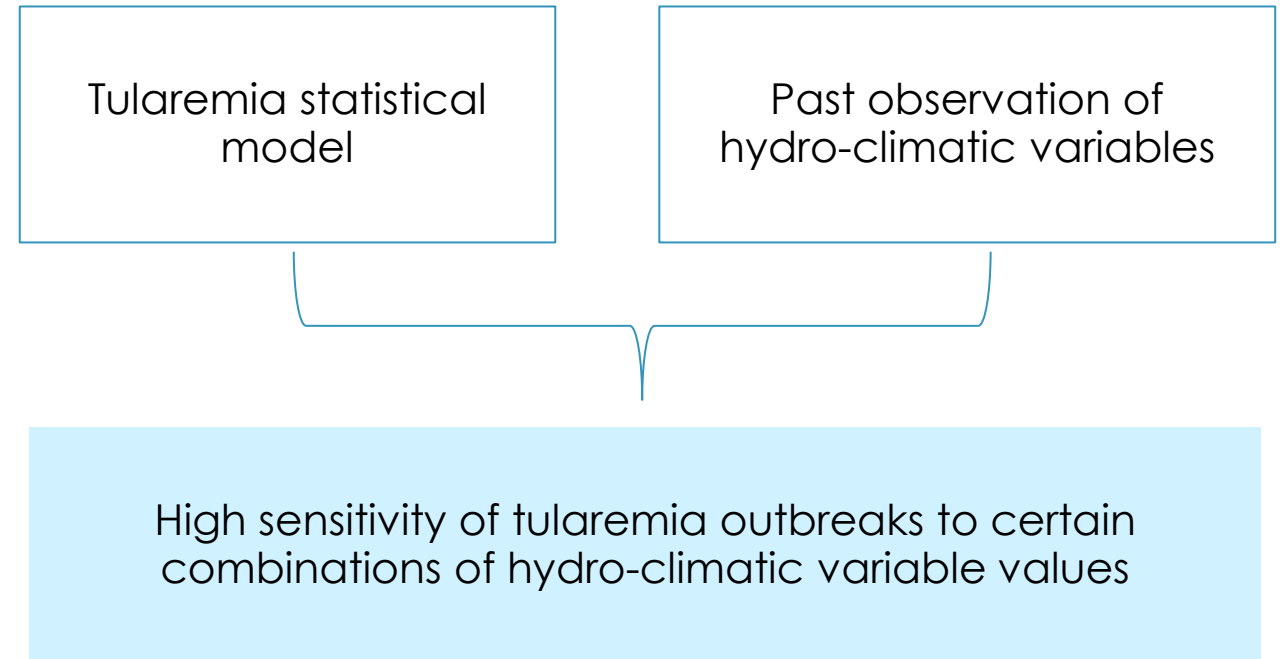 Tularemia statistical
model
Past observation of
hydro-climatic variables
High sensitivity of tularemia outbreaks to certain
combinations of hydro-climatic variable values